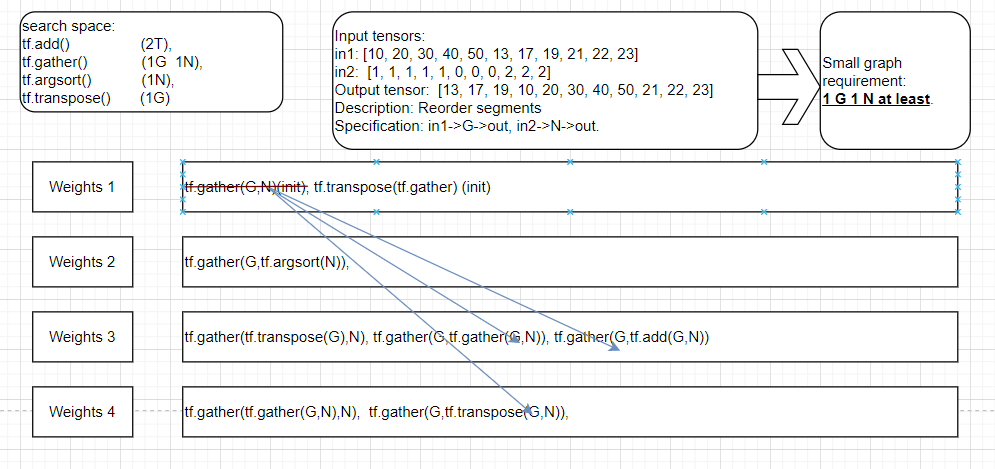 search space:
tf.add() (2T),
tf.gather() (1G 1N),
tf.argsort() (1N),
tf.transpose() (1G)
Input tensors:
in1: [10, 20, 30, 40, 50, 13, 17, 19, 21, 22, 23]
in2: [1, 1, 1, 1, 1, 0, 0, 0, 2, 2, 2]
Output tensor: [13, 17, 19, 10, 20, 30, 40, 50, 21, 22, 23]
Description: Reorder segments
Specification: in1->G->out, in2->N->out.
Small graph
requirement:
1 G 1 N at least.
Weights 1
tf.gather(G,N)(init), tf.transpose(tf.gather) (init)
Weights 2
tf.gather(G,tf.argsort(N)),
Weights 3
tf.gather(tf.transpose(G),N), tf.gather(G,tf.gather(G,N)), tf.gather(G,tf.add(G,N))
Weights 4
tf.gather(tf.gather(G,N),N), tf.gather(G,tf.transpose(G,N)),